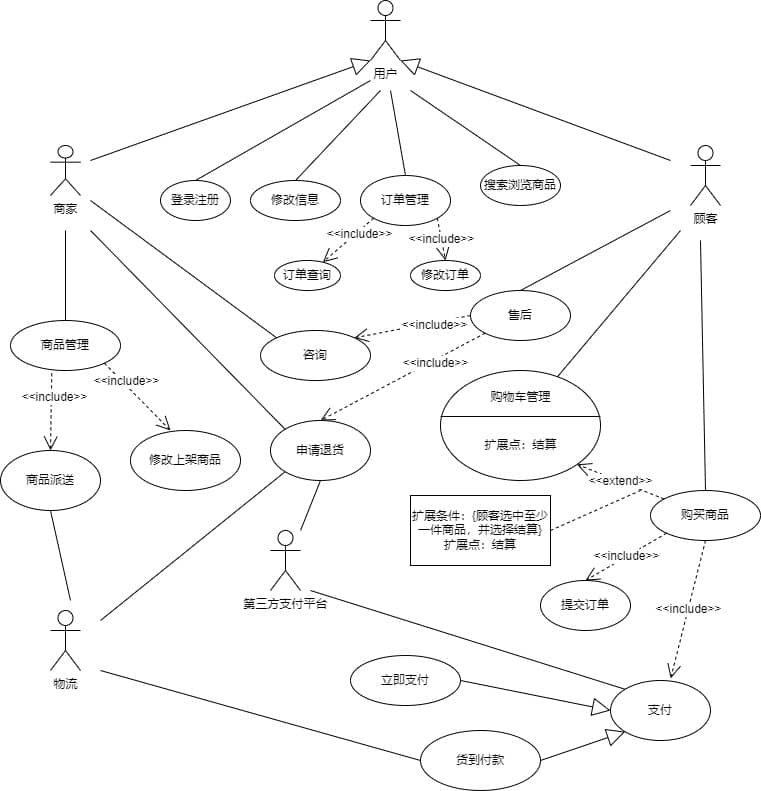 用户
商家
顾客
登录注册
修改信息
订单管理
搜索浏览商品
<<include>>
<<include>>
订单查询
修改订单
售后
<<include>>
商品管理
咨询
<<include>>
<<include>>
<<include>>
购物车管理
扩展点：结算
申请退货
修改上架商品
商品派送
<<extend>>
扩展条件：{顾客选中至少
一件商品，并选择结算}
扩展点：结算
购买商品
<<include>>
第三方支付平台
提交订单
<<include>>
物流
立即支付
支付
货到付款